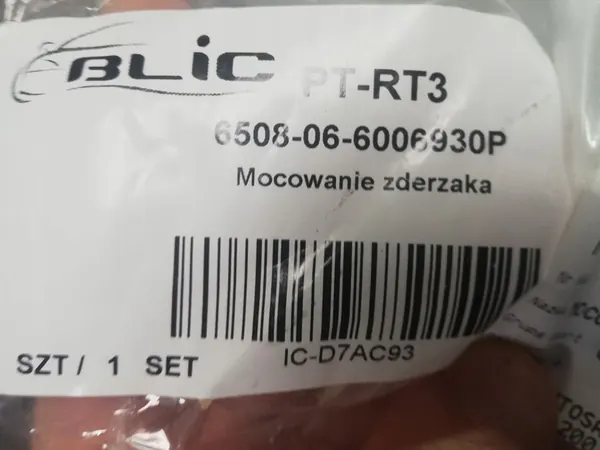 BLIC PT-RT3
6508-06-6006930P
Mocowanie zderzaka
IC-D7AC93
SZT / 1 SET